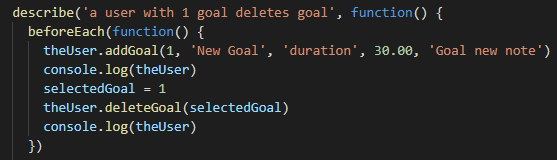 describe('a user with 1 goal deletes goal', function() {
  beforeEach(function() {
    theUser.addGoal(1, 'New Goal', 'duration', 30.00, 'Goal new note')
    console.log(theUser)
    selectedGoal = 1
    theUser.deleteGoal(selectedGoal)
    console.log(theUser)
  })